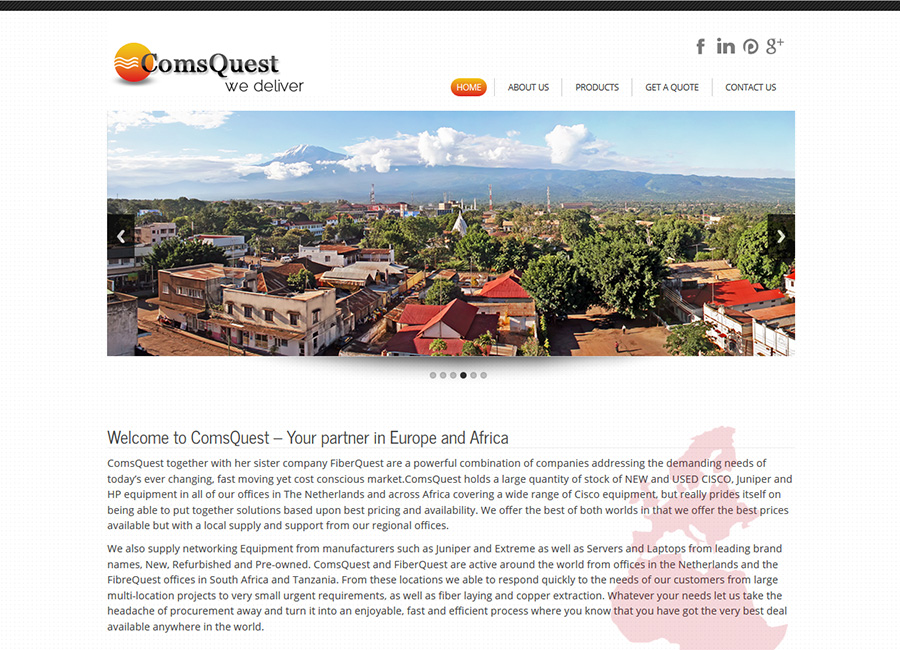 ComsQuest
we deliver
HOME
ABOUT US
PRODUCTS
GET A QUOTE
CONTACT US
Welcome to ComsQuest – Your partner in Europe and Africa
ComsQuest together with her sister company FiberQuest are a powerful combination of companies addressing the demanding needs of
today's ever changing, fast moving yet cost conscious market.ComsQuest holds a large quantity of stock of NEW and USED CISCO, Juniper and
HP equipment in all of our offices in The Netherlands and across Africa covering a wide range of Cisco equipment, but really prides itself on
being able to put together solutions based upon best pricing and availability. We offer the best of both worlds in that we offer the best prices
available but with a local supply and support from our regional offices.
We also supply networking Equipment from manufacturers such as Juniper and Extreme as well as Servers and Laptops from leading brand
names, New, Refurbished and Pre-owned. ComsQuest and FiberQuest are active around the world from offices in the Netherlands and the
FibreQuest offices in South Africa and Tanzania. From these locations we able to respond quickly to the needs of our customers from large
multi-location projects to very small urgent requirements, as well as fiber laying and copper extraction. Whatever your needs let us take the
headache of procurement away and turn it into an enjoyable, fast and efficient process where you know that you have got the very best deal
available anywhere in the world.